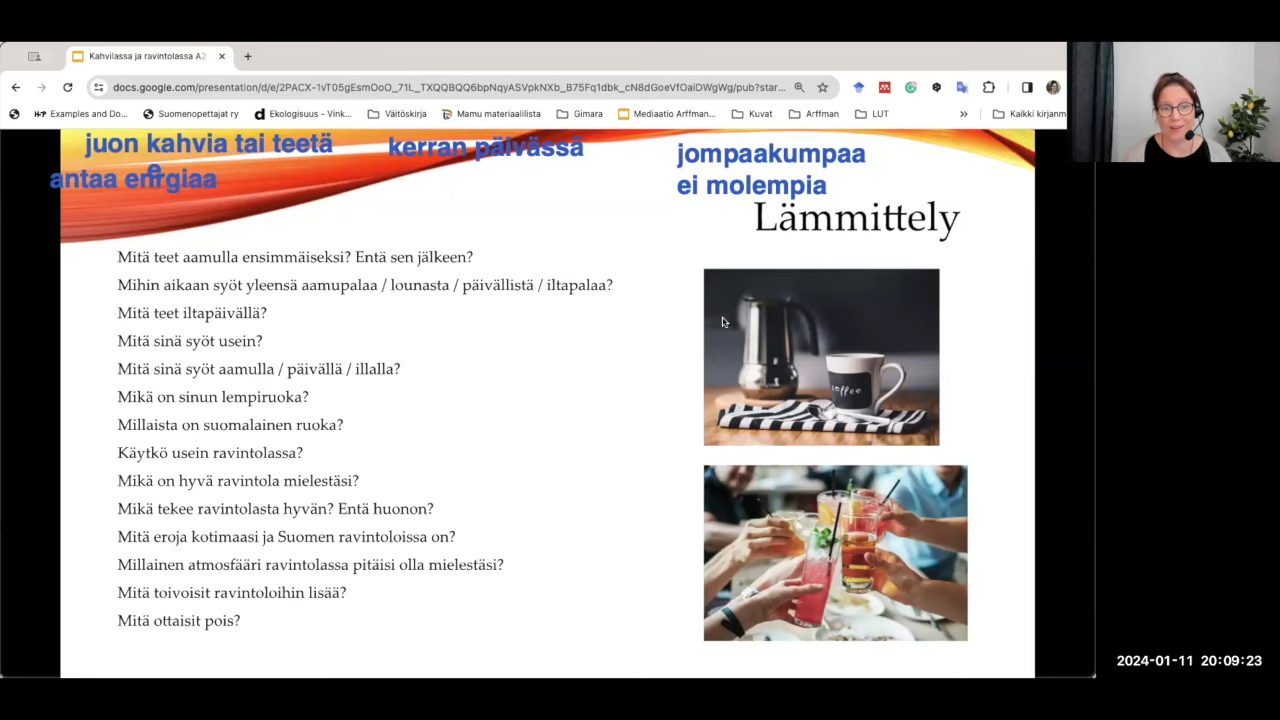 Kahvilassa ja ravintolassa A2
docs.google.com/presentation/d/e/2PACX-1vT05gEsmOoO_71L_TXQQBQQ6bpNqyASVpkNXb_B75Fq1dbk_cN8dGoeVfOaiDWgWg/pub?star...
Examples and Do...
Suomenopettajat ry
Ekologisuus - Vink...
Väitöskirja
Mamu materiaalilista
Gimara
Mediaatio Arffman...
Kuvat
Arffman
LUT
»
Kaikki kirjanm
juon kahvia tai teetä
kerran päivässä
jompaakumpaa
e
antaa enrgiaa
ei molempia
Lämmittely
Mitä teet aamulla ensimmäiseksi? Entä sen jälkeen?
Mihin aikaan syöt yleensä aamupalaa / lounasta / päivällistä / iltapalaa?
Mitä teet iltapäivällä?
Mitä sinä syöt usein?
Mitä sinä syöt aamulla / päivällä / illalla?
Mikä on sinun lempiruoka?
Millaista on suomalainen ruoka?
Käytkö usein ravintolassa?
Mikä on hyvä ravintola mielestäsi?
Mikä tekee ravintolasta hyvän? Entä huonon?
Mitä eroja kotimaasi ja Suomen ravintoloissa on?
Millainen atmosfääri ravintolassa pitäisi olla mielestäsi?
Mitä toivoisit ravintoloihin lisää?
Mitä ottaisit pois?
coffee
2024-01-11 20:09:23